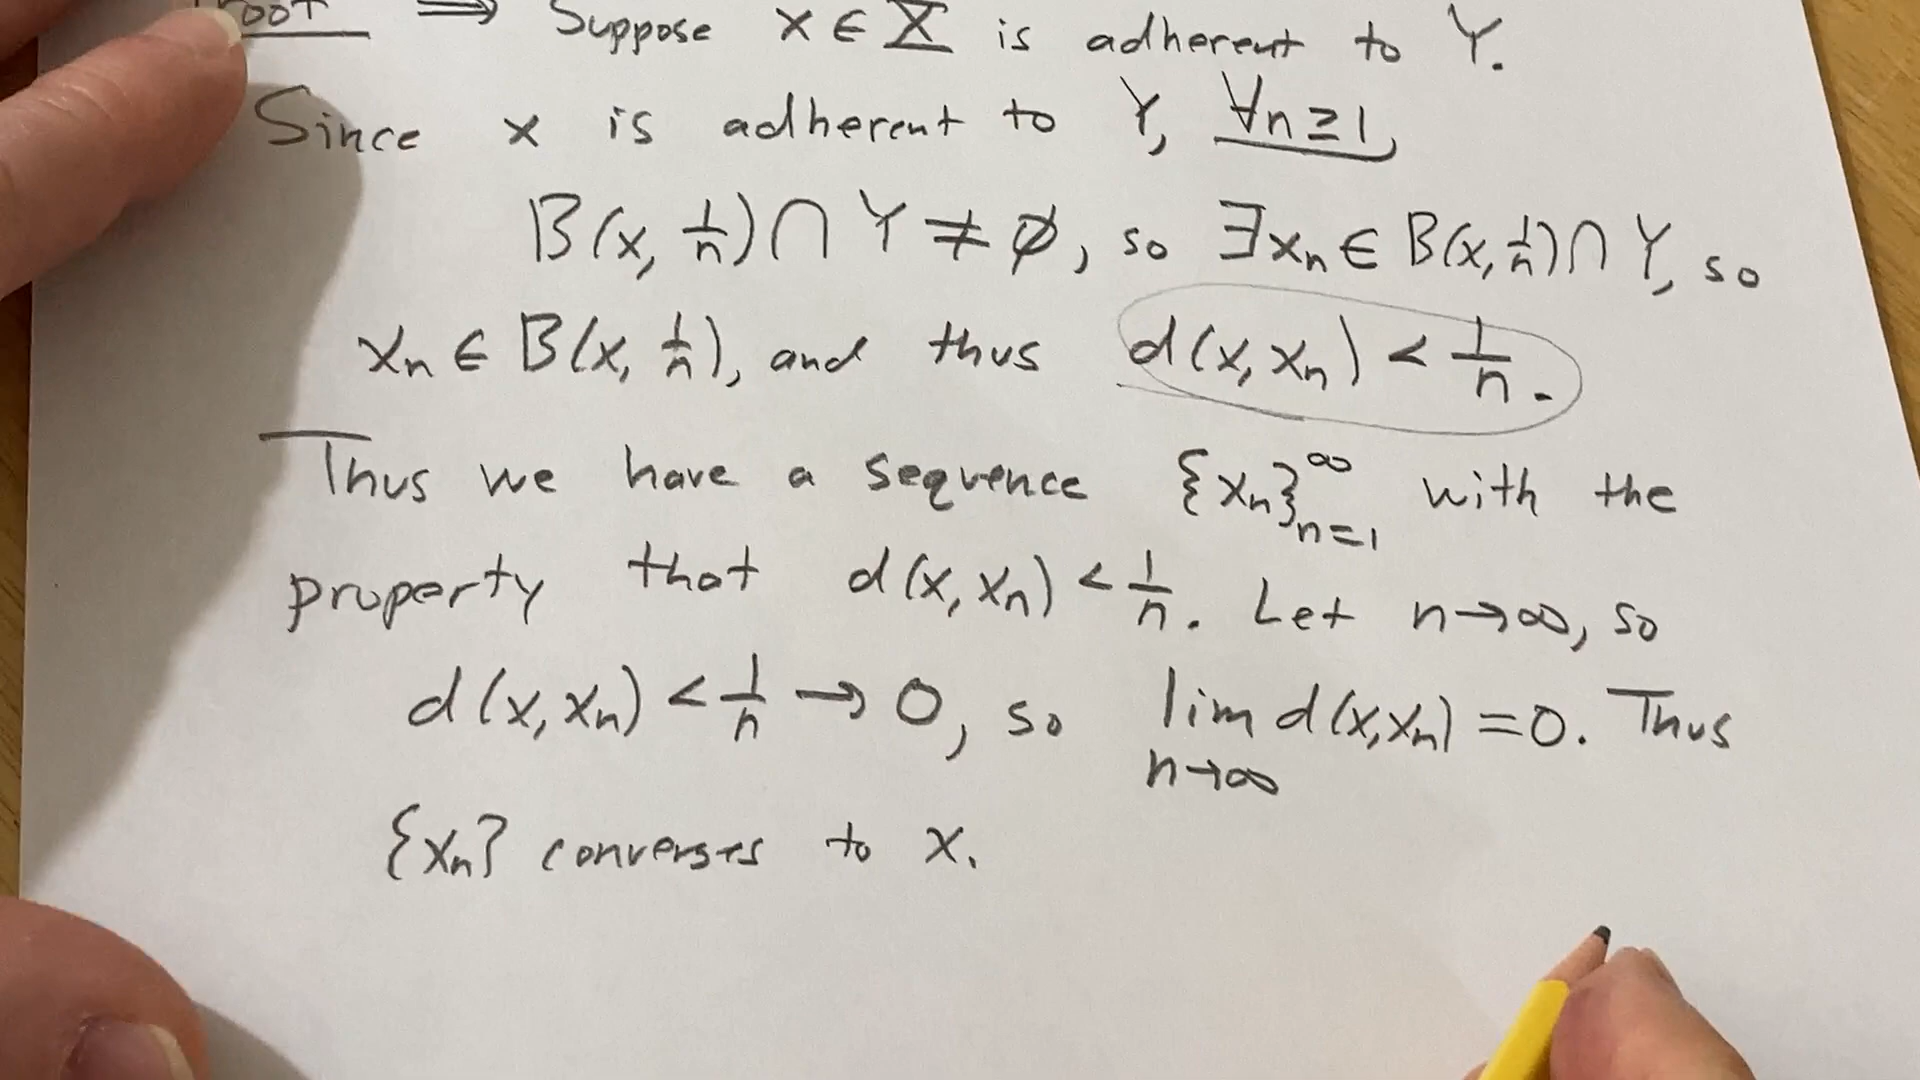 Proof ⟹ Suppose x ∈ X is adherent to Y.
Since x is adherent to Y, ∀n≥1,
B(x, 1/n) ∩ Y ≠ ∅, so ∃xₙ ∈ B(x, 1/n) ∩ Y, so
xₙ ∈ B(x, 1/n), and thus d(x, xₙ) < 1/n.
Thus we have a sequence {xₙ}ₙ₌₁^∞ with the
property that d(x, xₙ) < 1/n. Let n→∞, so
d(x, xₙ) < 1/n → 0, so lim n→∞ d(x, xₙ) = 0. Thus
{xₙ} converges to x.